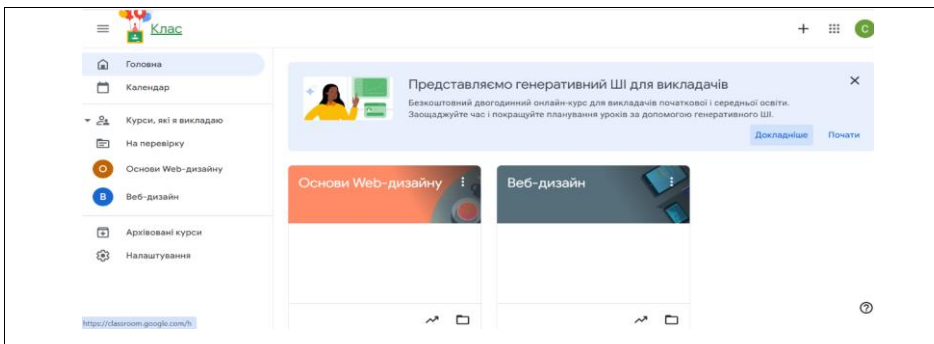 10
Клас
C
Головна
Календар
Курси, які я викладаю
На перевірку
О
Основи Web-дизайну
В
Веб-дизайн
Архівовані курси
Налаштування
Представляємо генеративний ШІ для викладачів
Безкоштовний двогодинний онлайн-курс для викладачів початкової і середньої освіти.
Заощаджуйте час і покращуйте планування уроків за допомогою генеративного ШІ.
Докладніше
Почати
Основи Web-дизайну
Веб-дизайн
https://classroom.google.com/h